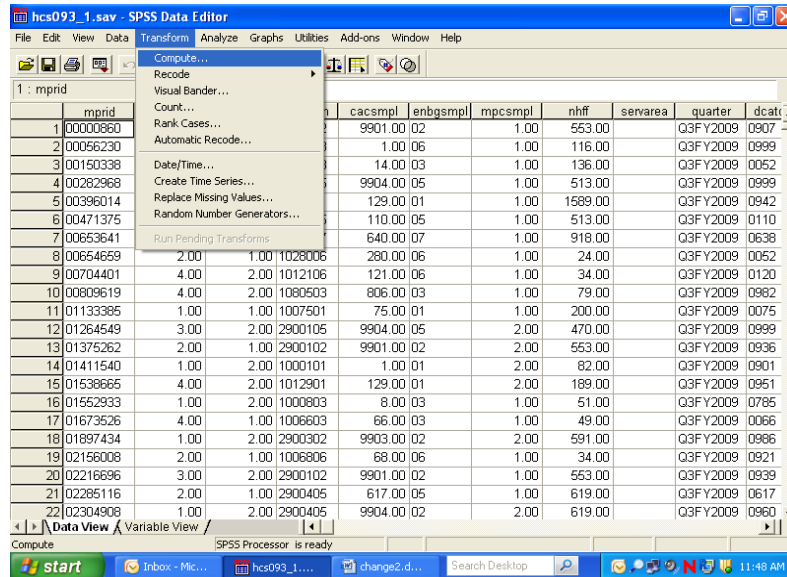 hcs093_1.sav - SPSS Data Editor
File Edit View Data Transform Analyze Graphs Utilities Add-ons Window Help
Compute...
Recode
Visual Bander...
Count...
Rank Cases...
Automatic Recode...
Date/Time...
Create Time Series...
Replace Missing Values...
Random Number Generators...
Run Pending Transforms
1 : mprid
mprid cacsmpl enbgsmpl mpcsmpl nhff servarea quarter
1 00000860 9901.00 02 1.00 553.00 Q3FY2009 0907
2 00056230 1.00 06 1.00 116.00 Q3FY2009 0999
3 00150338 14.00 03 1.00 136.00 Q3FY2009 0052
4 00282968 9904.00 05 1.00 513.00 Q3FY2009 0999
5 00396014 129.00 01 1.00 1589.00 Q3FY2009 0942
6 00471375 110.00 05 1.00 513.00 Q3FY2009 0110
7 00653641 640.00 07 1.00 918.00 Q3FY2009 0638
8 00654659 2.00 1.00 1028006 280.00 06 1.00 24.00 Q3FY2009 0052
9 00704401 4.00 2.00 1012106 121.00 06 1.00 34.00 Q3FY2009 0120
10 00809619 4.00 2.00 1080503 806.00 03 1.00 79.00 Q3FY2009 0982
11 01133385 1.00 1.00 1007501 75.00 01 1.00 200.00 Q3FY2009 0075
12 01264549 3.00 2.00 2900105 9904.00 05 2.00 470.00 Q3FY2009 0999
13 01375262 2.00 1.00 2900102 9901.00 02 2.00 553.00 Q3FY2009 0936
14 01411540 1.00 2.00 1000101 1.00 01 2.00 82.00 Q3FY2009 0901
15 01538665 4.00 2.00 1012901 129.00 01 2.00 189.00 Q3FY2009 0951
16 01552933 1.00 2.00 1000803 8.00 03 1.00 51.00 Q3FY2009 0785
17 01673526 4.00 1.00 1006603 66.00 03 1.00 49.00 Q3FY2009 0066
18 01897434 1.00 2.00 2900302 9903.00 02 2.00 591.00 Q3FY2009 0986
19 02156008 2.00 1.00 1006806 68.00 06 1.00 34.00 Q3FY2009 0921
20 02216696 3.00 2.00 2900102 9901.00 02 1.00 553.00 Q3FY2009 0939
21 02285116 2.00 1.00 2900405 617.00 05 1.00 619.00 Q3FY2009 0617
22 02304908 1.00 2.00 2900405 9904.00 02 2.00 619.00 Q3FY2009 0960
Data View Variable View
Compute SPSS Processor is ready
start Inbox - Mic... hcs093_1.... change2.d... Search Desktop 11:48 AM